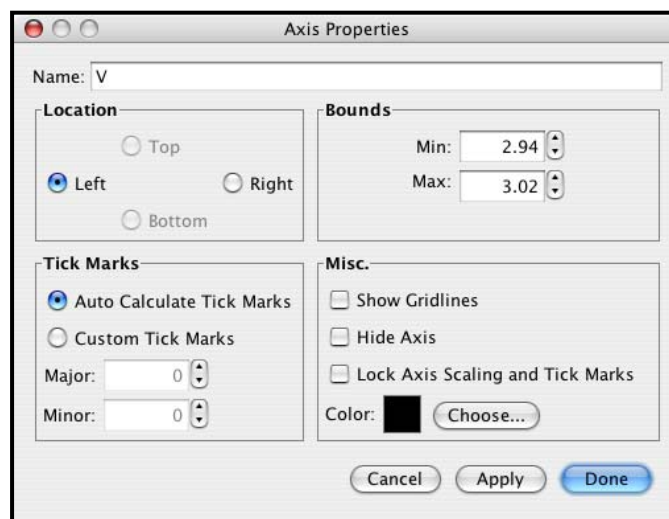 Axis Properties
Name: V
Location
Top
Left
Right
Bottom
Bounds
Min: 2.94
Max: 3.02
Tick Marks
Auto Calculate Tick Marks
Custom Tick Marks
Major: 0
Minor: 0
Misc.
Show Gridlines
Hide Axis
Lock Axis Scaling and Tick Marks
Color: Choose...
Cancel Apply Done